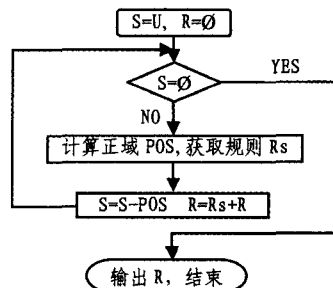 S=U, R=Ø
S=Ø
YES
NO
计算正域 POS,获取规则 Rs
S=S-POS R=Rs+R
输出 R, 结束